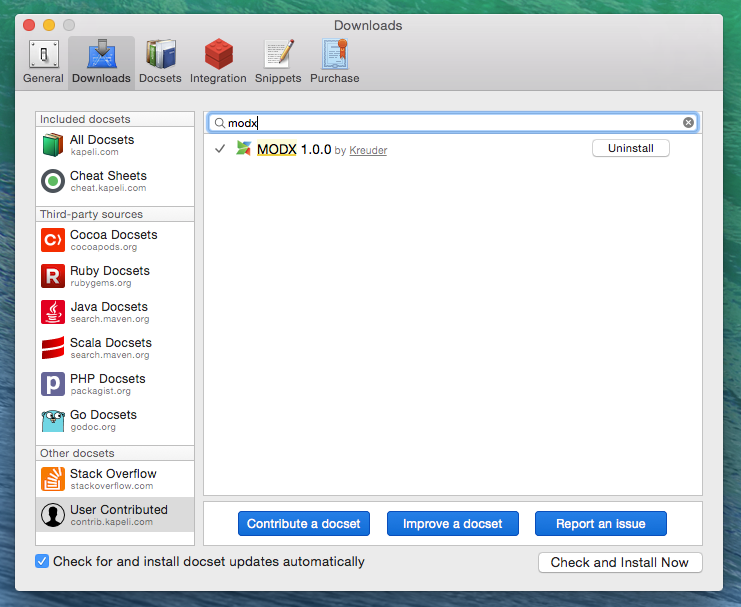 Downloads
General
Downloads
Docsets
Integration
Snippets
Purchase
Included docsets
All Docsets
kapeli.com
Cheat Sheets
cheat.kapeli.com
Third-party sources
Cocoa Docsets
cocoapods.org
Ruby Docsets
rubygems.org
Java Docsets
search.maven.org
Scala Docsets
search.maven.org
PHP Docsets
packagist.org
Go Docsets
godoc.org
Other docsets
Stack Overflow
stackoverflow.com
User Contributed
contrib.kapeli.com
modx
MODX 1.0.0 by Kreuder
Uninstall
Contribute a docset
Improve a docset
Report an issue
Check for and install docset updates automatically
Check and Install Now